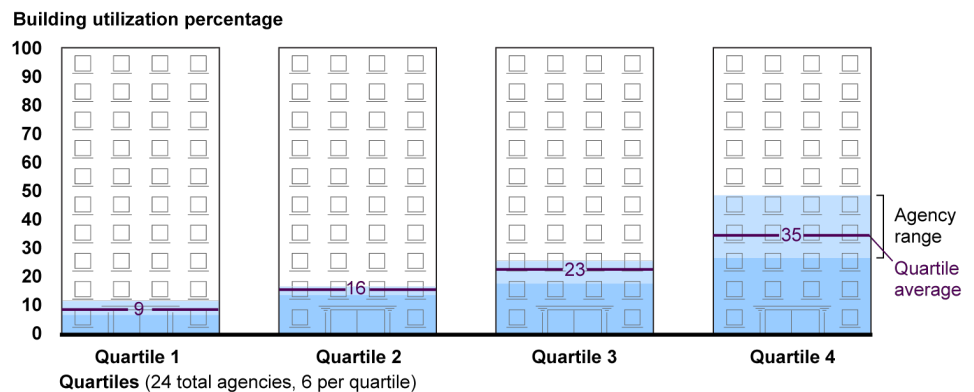 Building utilization percentage
100
90
80
70
60
50
40
30
20
10
0
9
16
23
35
Agency
range
Quartile
average
Quartile 1
Quartile 2
Quartile 3
Quartile 4
Quartiles (24 total agencies, 6 per quartile)